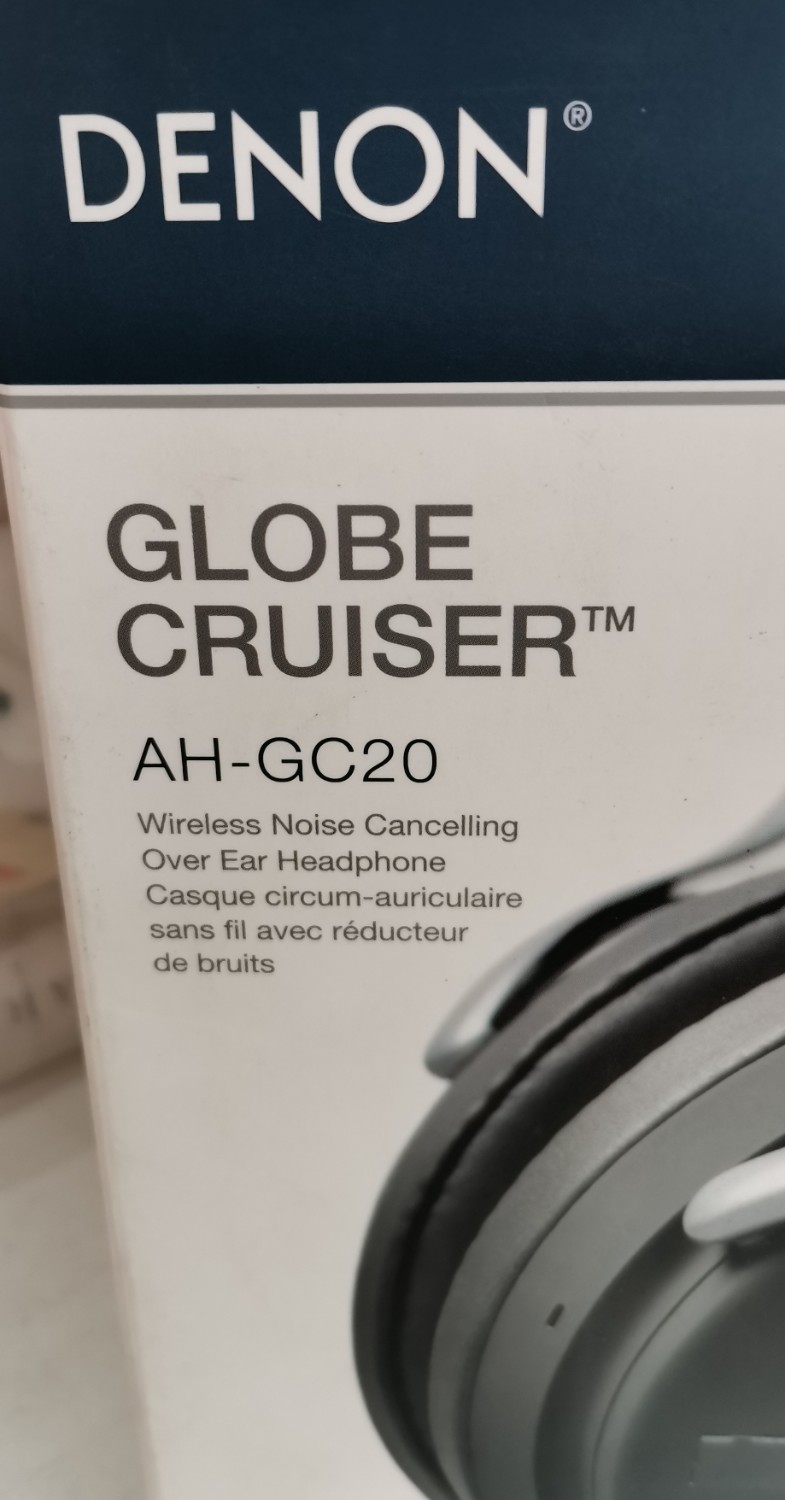 DENON®
GLOBE
CRUISER™
AH-GC20
Wireless Noise Cancelling
Over Ear Headphone
Casque circum-auriculaire
sans fil avec réducteur
de bruits